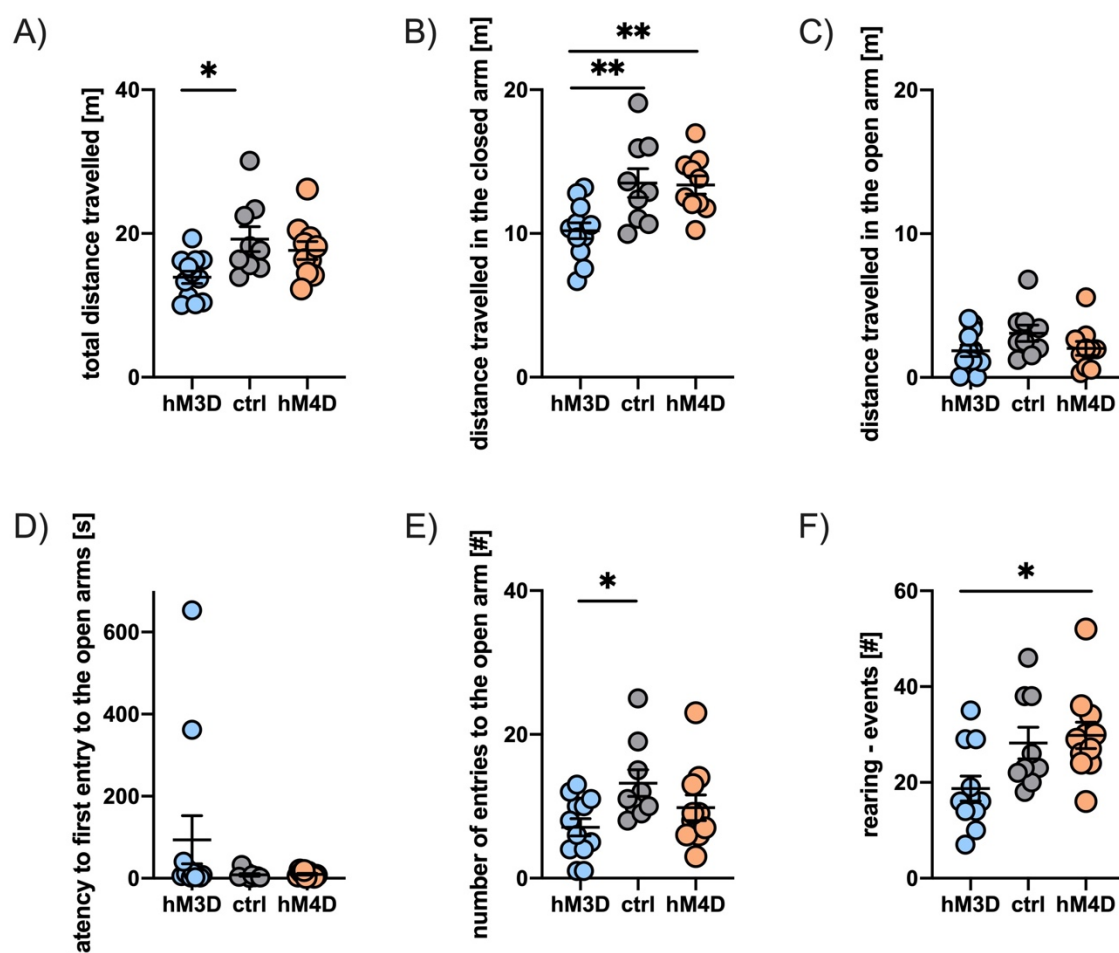 A)
total distance travelled [m]
*
40
20
0
hM3D ctrl hM4D
B)
distance travelled in the closed arm [m]
**
**
20
10
0
hM3D ctrl hM4D
C)
distance travelled in the open arm [m]
20
10
0
hM3D ctrl hM4D
D)
atency to first entry to the open arms [s]
600
400
200
0
hM3D ctrl hM4D
E)
number of entries to the open arm [#]
*
40
20
0
hM3D ctrl hM4D
F)
rearing - events [#]
*
60
40
20
0
hM3D ctrl hM4D